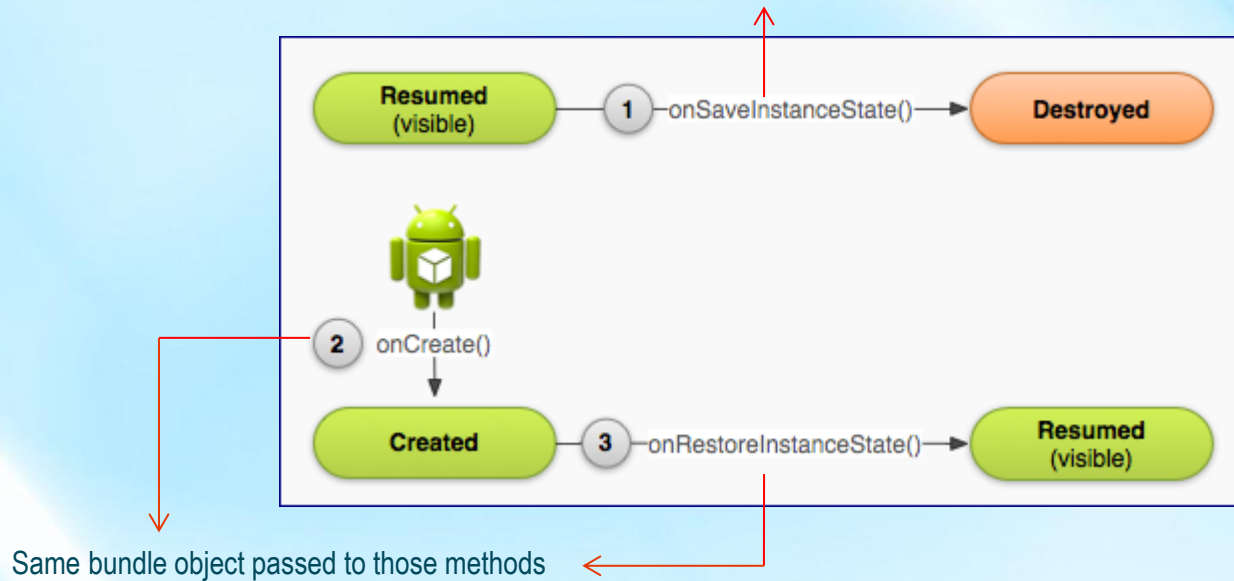 Resumed
(visible)
1
onSaveInstanceState()
Destroyed
2
onCreate()
Created
3
onRestoreInstanceState()
Resumed
(visible)
Same bundle object passed to those methods